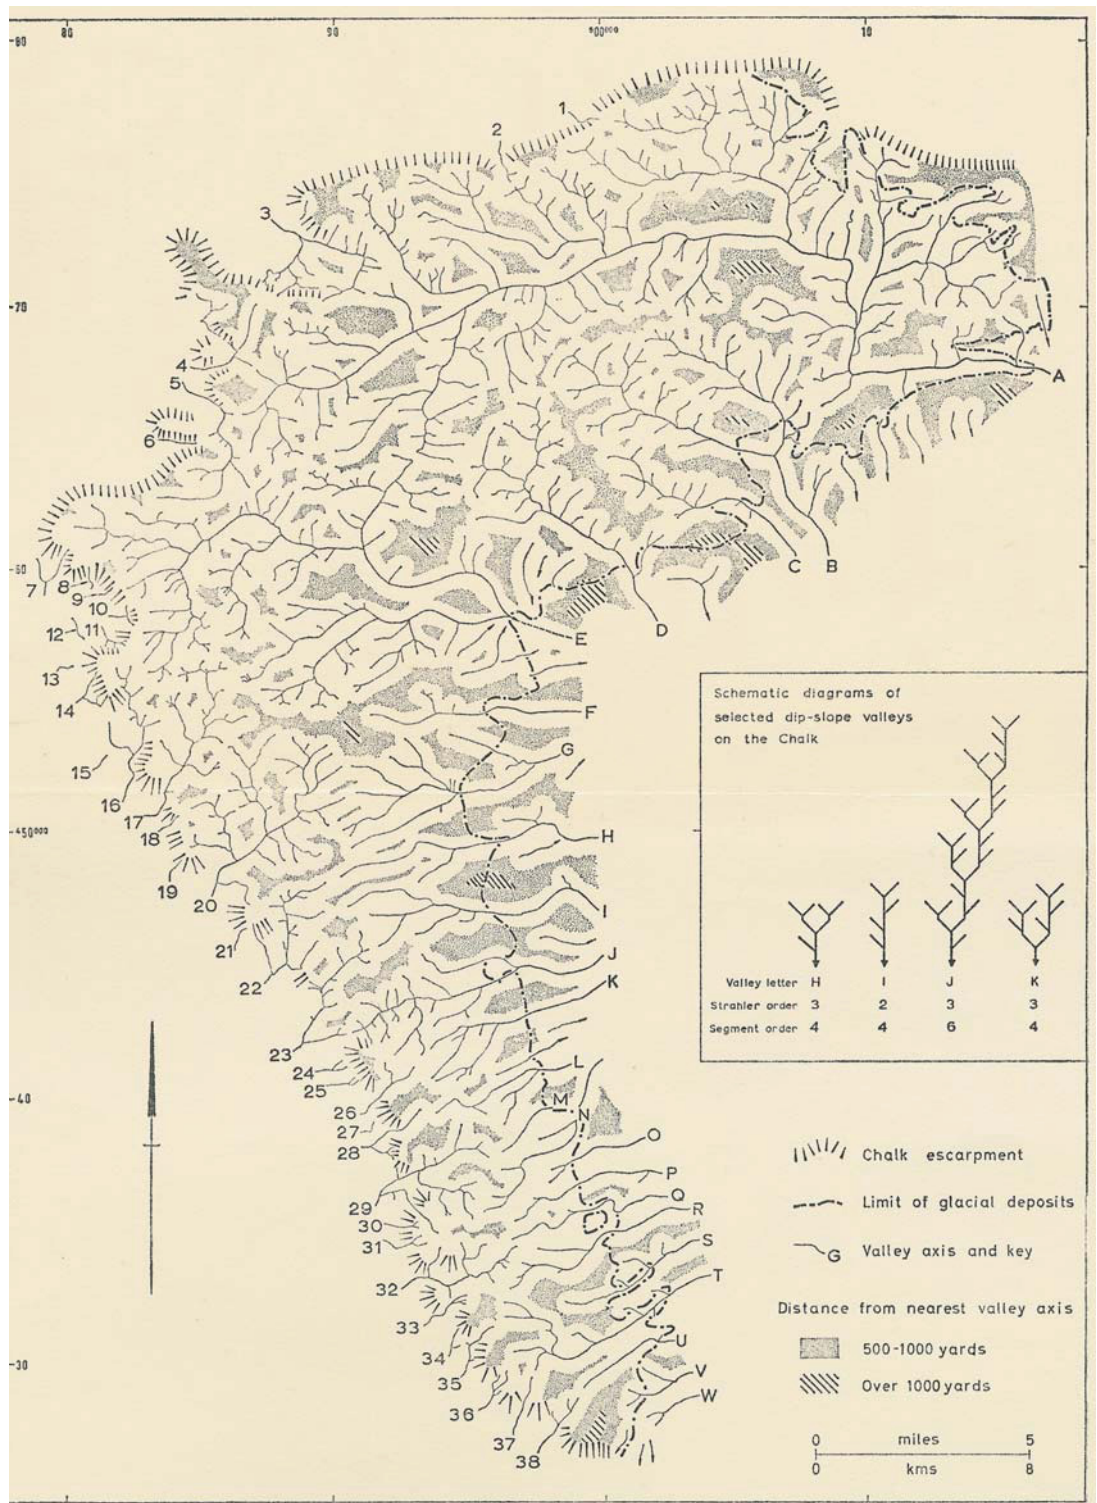 80
90
⁵00⁰⁰⁰
10
80
1
2
3
70
4
5
A
6
7
8
9
10
11
12
13
14
60
C
B
D
E
F
G
15
16
17
18
19
20
⁴50⁰⁰⁰
H
I
J
K
21
22
23
24
25
26
27
28
29
30
31
32
33
34
35
36
37
38
40
L
M
N
O
P
Q
R
S
T
U
V
W
30
Schematic diagrams of
selected dip-slope valleys
on the Chalk
Valley letter H I J K
Strahler order 3 2 3 3
Segment order 4 4 6 4
Chalk escarpment
Limit of glacial deposits
G Valley axis and key
Distance from nearest valley axis
500-1000 yards
Over 1000 yards
0 miles 5
0 kms 8